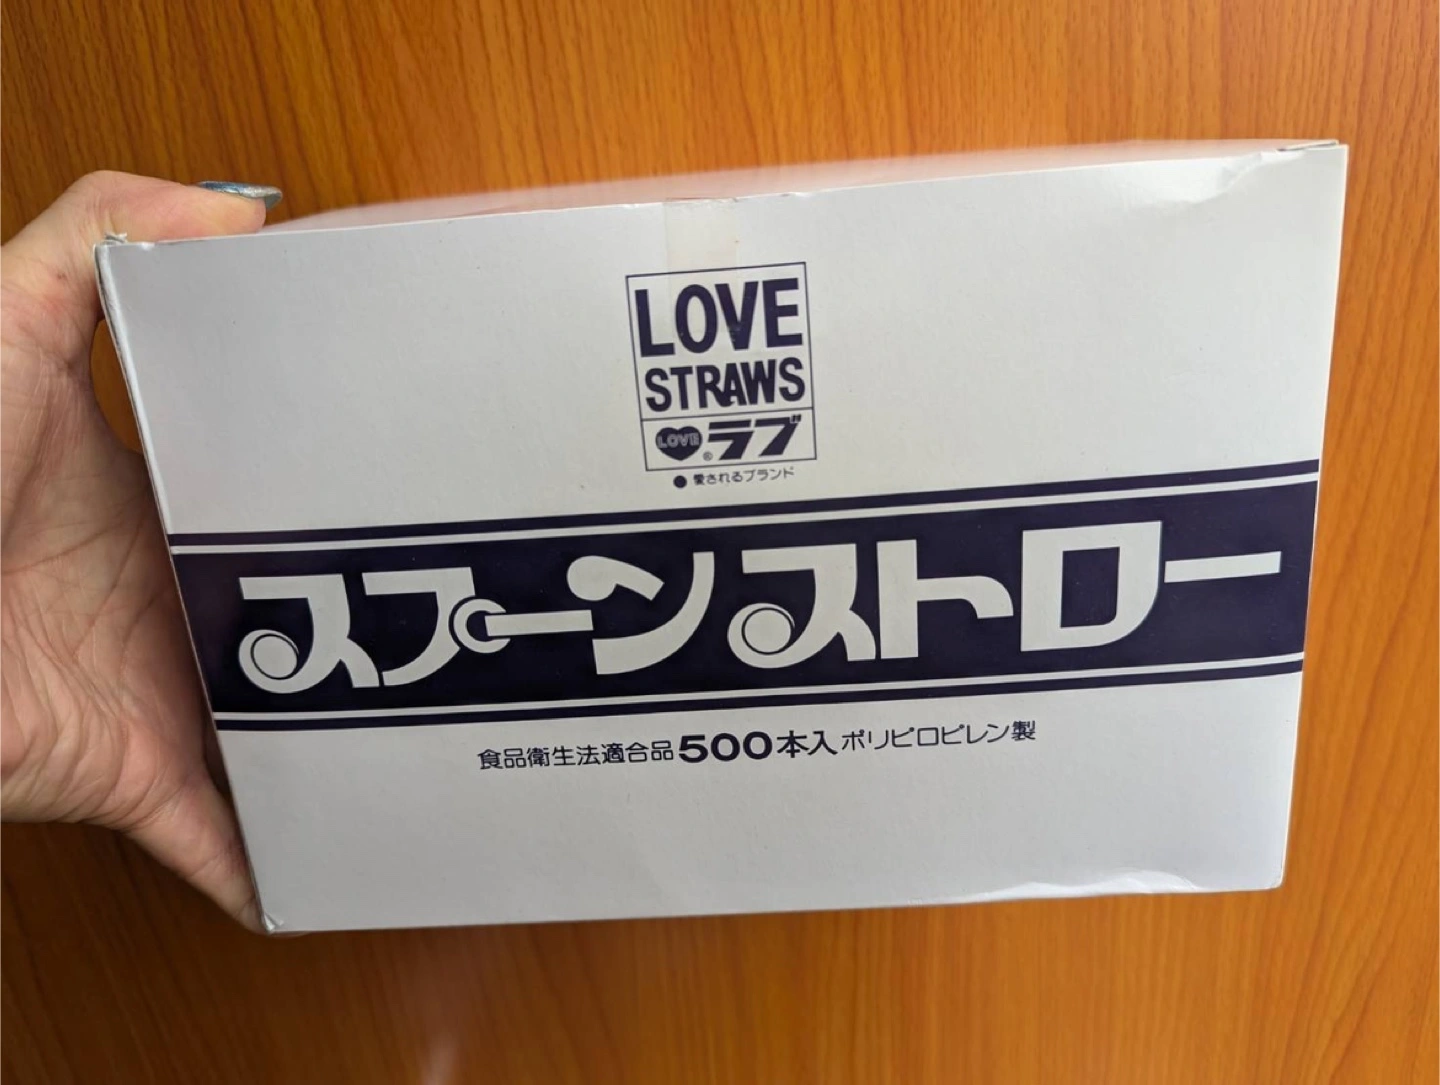 LOVE
STRAWS
LOVE ® ラブ
● 愛されるブランド
スプーンストロー
食品衛生法適合品500本入ポリピロピレン製